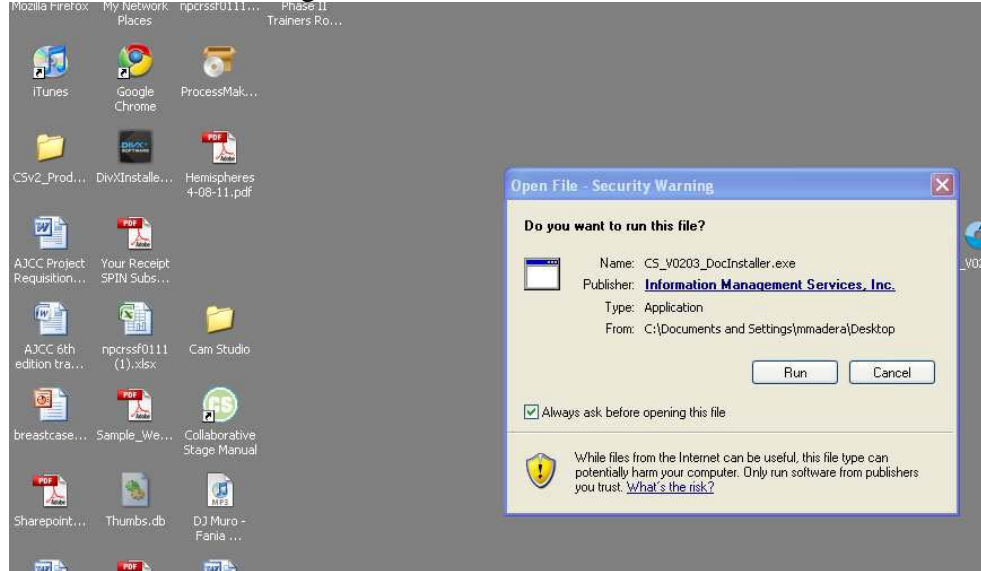 Mozilla Firefox
My Network
Places
npcrssf0111...
Phase II
Trainers Ro...
iTunes
Google
Chrome
ProcessMak...
CSv2_Prod...
DivXInstalle...
Hemispheres
4-08-11.pdf
AJCC Project
Requisition...
Your Receipt
SPIN Subs...
AJCC 6th
edition tra...
npcrssf0111
(1).xlsx
Cam Studio
breastcase...
Sample_We...
Collaborative
Stage Manual
Sharepoint...
Thumbs.db
DJ Muro -
Fania ...
Open File - Security Warning
Do you want to run this file?
Name: CS_V0203_DocInstaller.exe
Publisher: Information Management Services, Inc.
Type: Application
From: C:\Documents and Settings\mmadera\Desktop
Run
Cancel
Always ask before opening this file
While files from the Internet can be useful, this file type can
potentially harm your computer. Only run software from publishers
you trust. What's the risk?